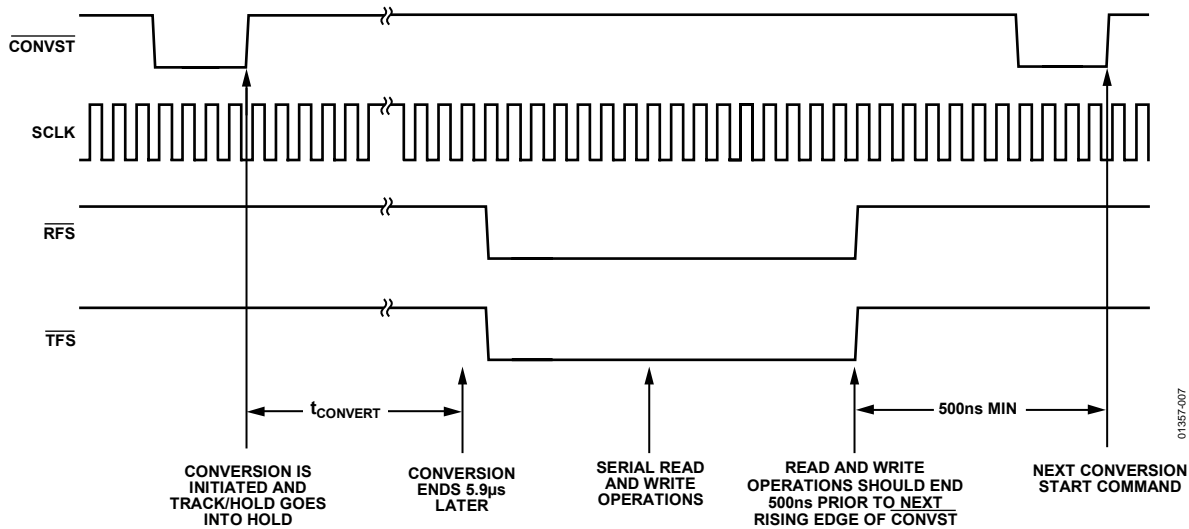 CONVST
SCLK
RFS
TFS
tCONVERT
500ns MIN
CONVERSION IS
INITIATED AND
TRACK/HOLD GOES
INTO HOLD
CONVERSION
ENDS 5.9µs
LATER
SERIAL READ
AND WRITE
OPERATIONS
READ AND WRITE
OPERATIONS SHOULD END
500ns PRIOR TO NEXT
RISING EDGE OF CONVST
NEXT CONVERSION
START COMMAND
01357-007